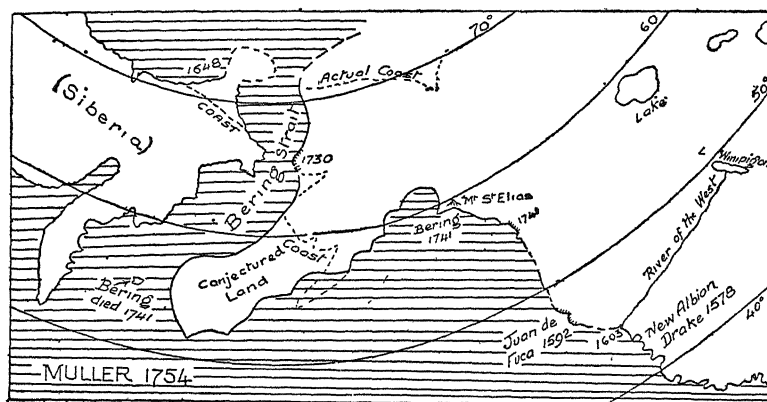 70°
60
50°
1648
Actual Coast
COAST
(Siberia)
Lake
L
Winipigon
Bering Strait
1730
Mt St Elias
Bering
1741
River of the West
Conjectured
Land
Coast
Bering
died 1741
Juan de
Fuca 1592
1603
New Albion
Drake 1578
40°
MULLER 1754